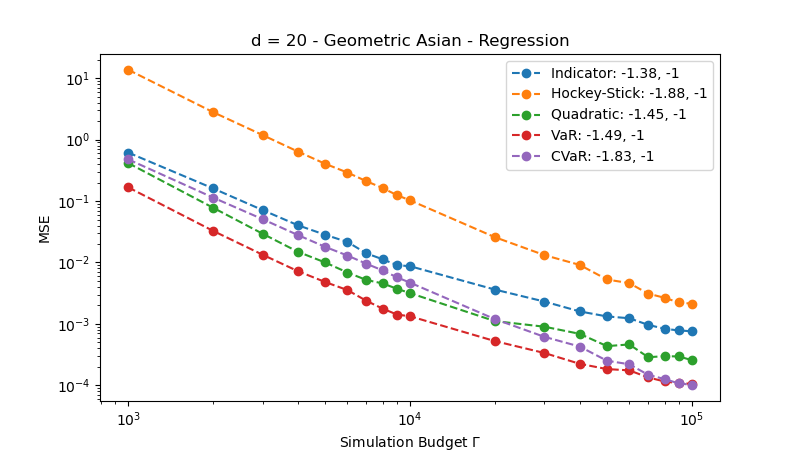 d = 20 - Geometric Asian - Regression
Indicator: -1.38, -1
Hockey-Stick: -1.88, -1
Quadratic: -1.45, -1
VaR: -1.49, -1
CVaR: -1.83, -1
MSE
10¹
10⁰
10⁻¹
10⁻²
10⁻³
10⁻⁴
10³
10⁴
10⁵
Simulation Budget Γ